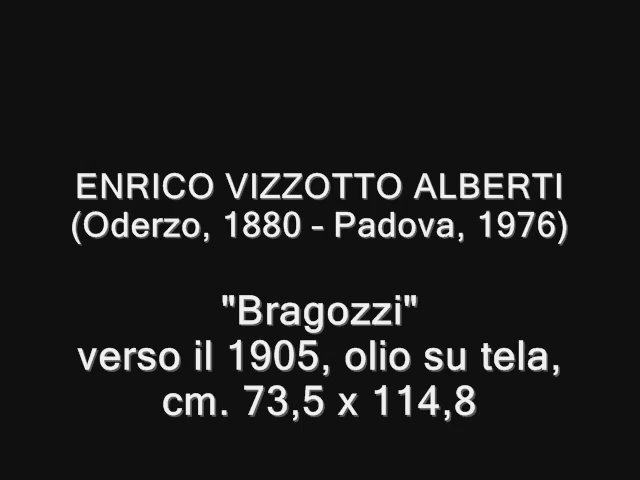 ENRICO VIZZOTTO ALBERTI
(Oderzo, 1880 - Padova, 1976)
"Bragozzi"
verso il 1905, olio su tela,
cm. 73,5 x 114,8